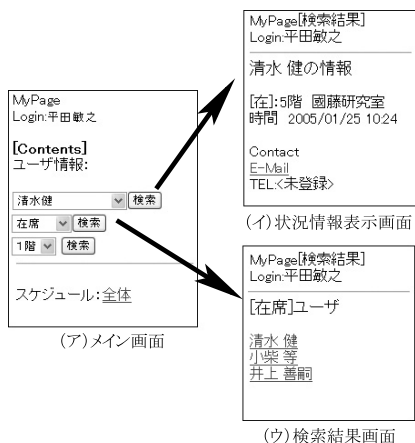 MyPage
Login:平田敏之
[Contents]
ユーザ情報:
清水健 検索
在席 検索
1階 検索
スケジュール:全体
(ア)メイン画面
MyPage[検索結果]
Login:平田敏之
清水 健の情報
[在]:5階 國藤研究室
時間 2005/01/25 10:24
Contact
E-Mail
TEL:<未登録>
(イ)状況情報表示画面
MyPage[検索結果]
Login:平田敏之
[在席]ユーザ
清水 健
小柴 等
井上 善嗣
(ウ)検索結果画面